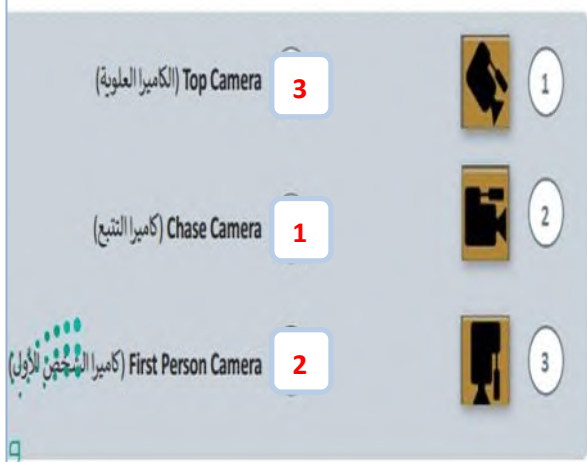 1
3
Top Camera (الكاميرا العلوية)
2
1
Chase Camera (كاميرا التتبع)
3
2
First Person Camera (كاميرا الشخص الأول)
و